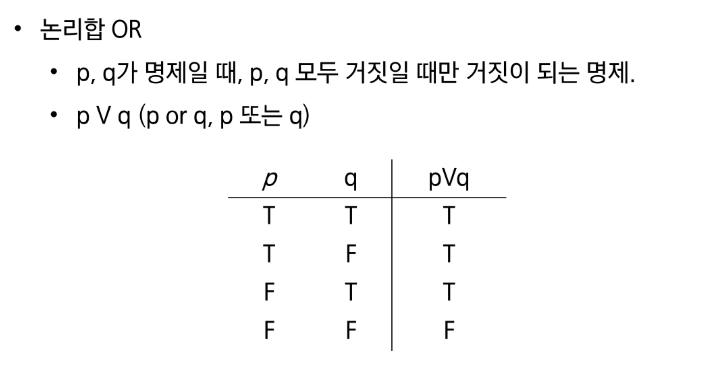 • 논리합 OR
• p, q가 명제일 때, p, q 모두 거짓일 때만 거짓이 되는 명제.
• p V q (p or q, p 또는 q)
p q pVq
T T T
T F T
F T T
F F F